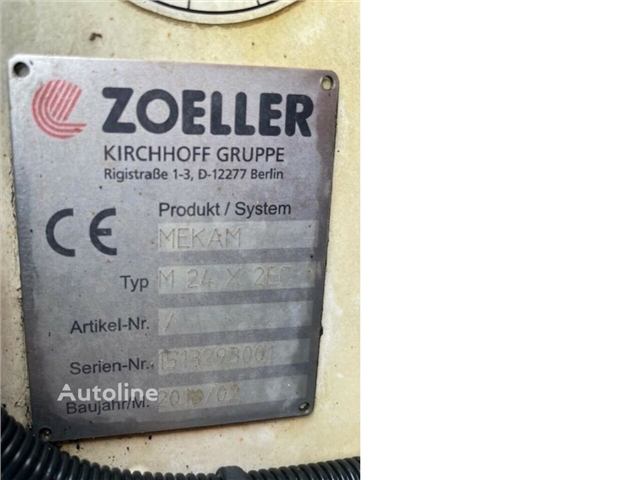 ZOELLER
KIRCHHOFF GRUPPE
Rigistraße 1-3, D-12277 Berlin
CE
Produkt / System
MEKAM
Typ M 24 X
Artikel-Nr. /
Serien-Nr.
Baujahr/M.
Autoline